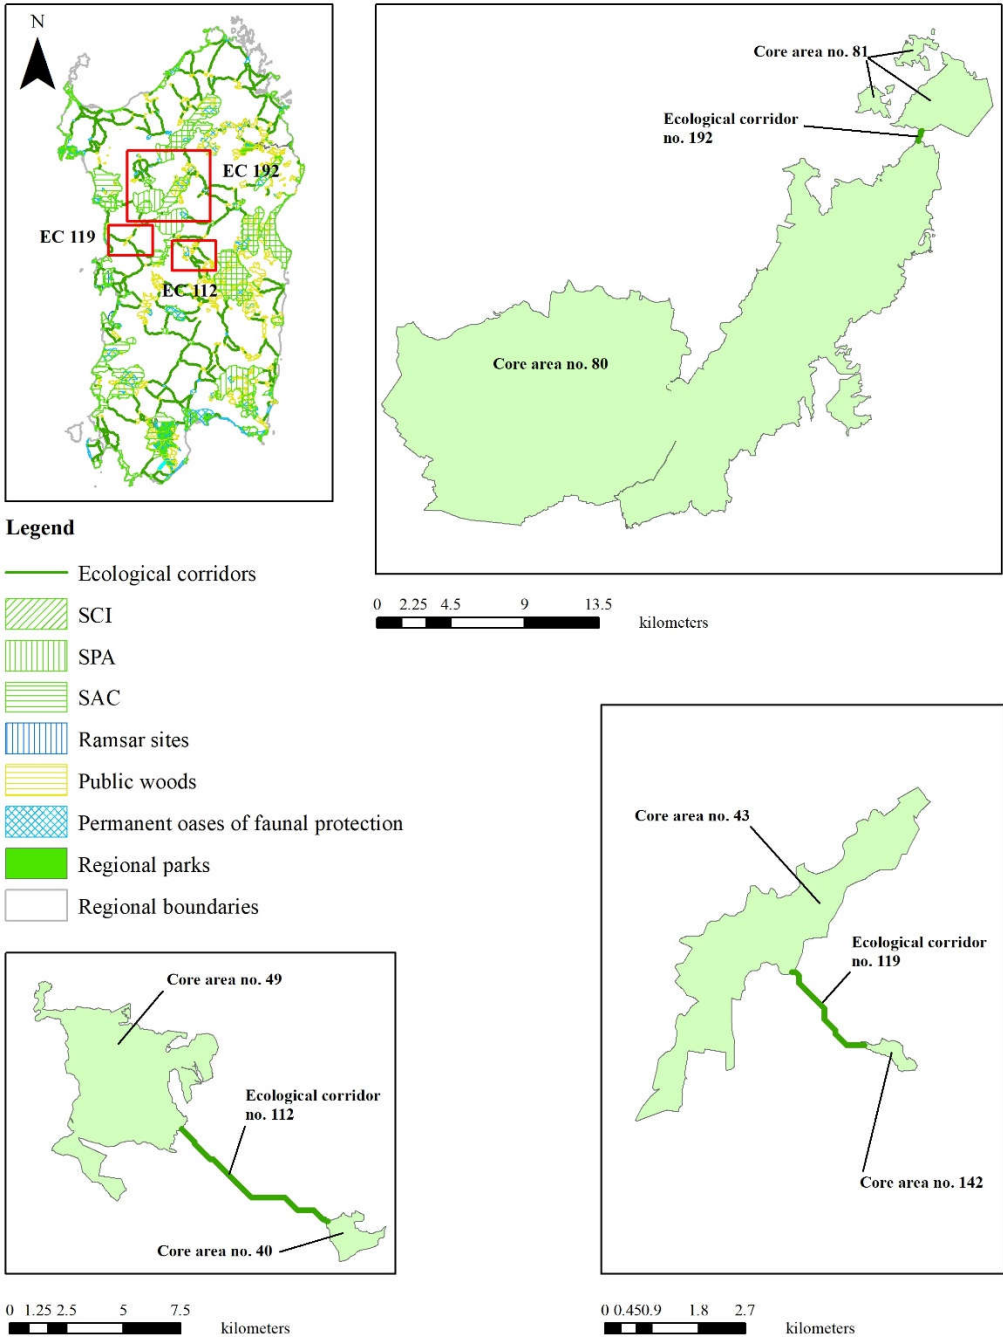 N
EC 192
EC 119
EC 112
Core area no. 81
Ecological corridor
no. 192
Core area no. 80
0 2.25 4.5 9 13.5
kilometers
Legend
Ecological corridors
SCI
SPA
SAC
Ramsar sites
Public woods
Permanent oases of faunal protection
Regional parks
Regional boundaries
Core area no. 43
Ecological corridor
no. 119
Core area no. 142
0 0.450.9 1.8 2.7
kilometers
Core area no. 49
Ecological corridor
no. 112
Core area no. 40
0 1.25 2.5 5 7.5
kilometers